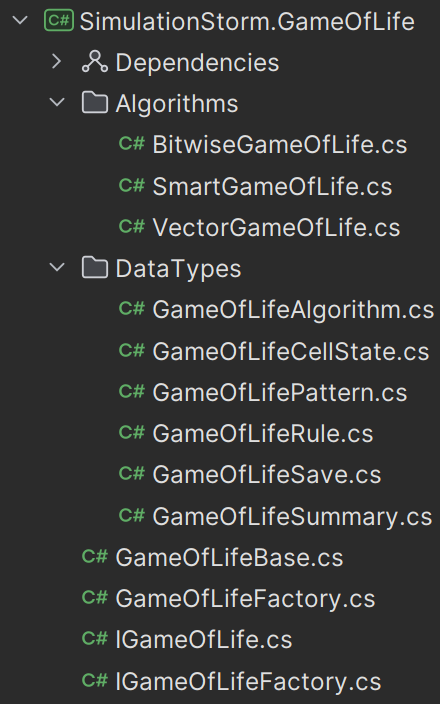 C# SimulationStorm.GameOfLife
Dependencies
Algorithms
C# BitwiseGameOfLife.cs
C# SmartGameOfLife.cs
C# VectorGameOfLife.cs
DataTypes
C# GameOfLifeAlgorithm.cs
C# GameOfLifeCellState.cs
C# GameOfLifePattern.cs
C# GameOfLifeRule.cs
C# GameOfLifeSave.cs
C# GameOfLifeSummary.cs
C# GameOfLifeBase.cs
C# GameOfLifeFactory.cs
C# IGameOfLife.cs
C# IGameOfLifeFactory.cs